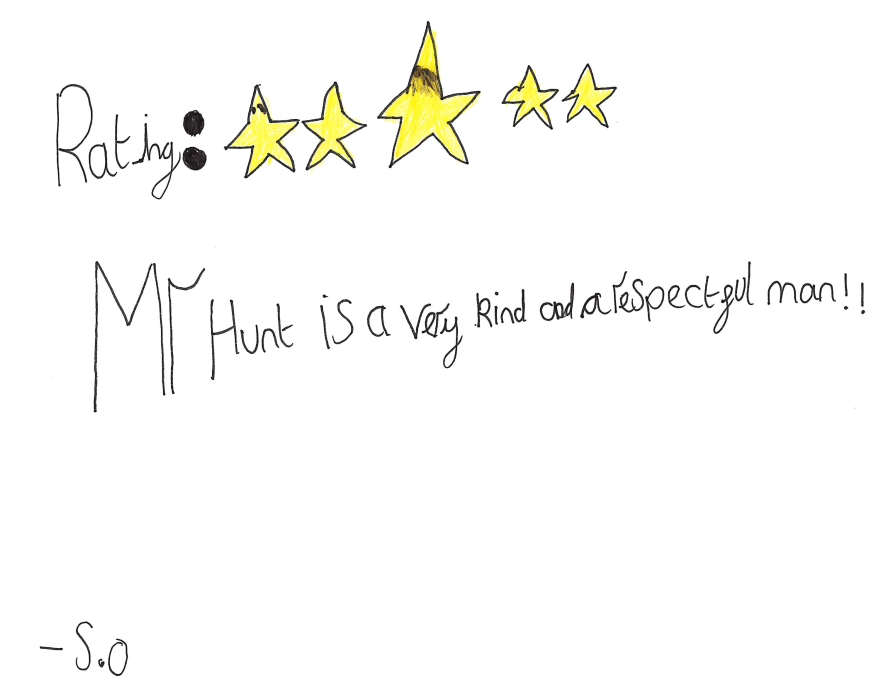 Rating:
Mr Hunt is a very kind and a respectful man!!
- S.O